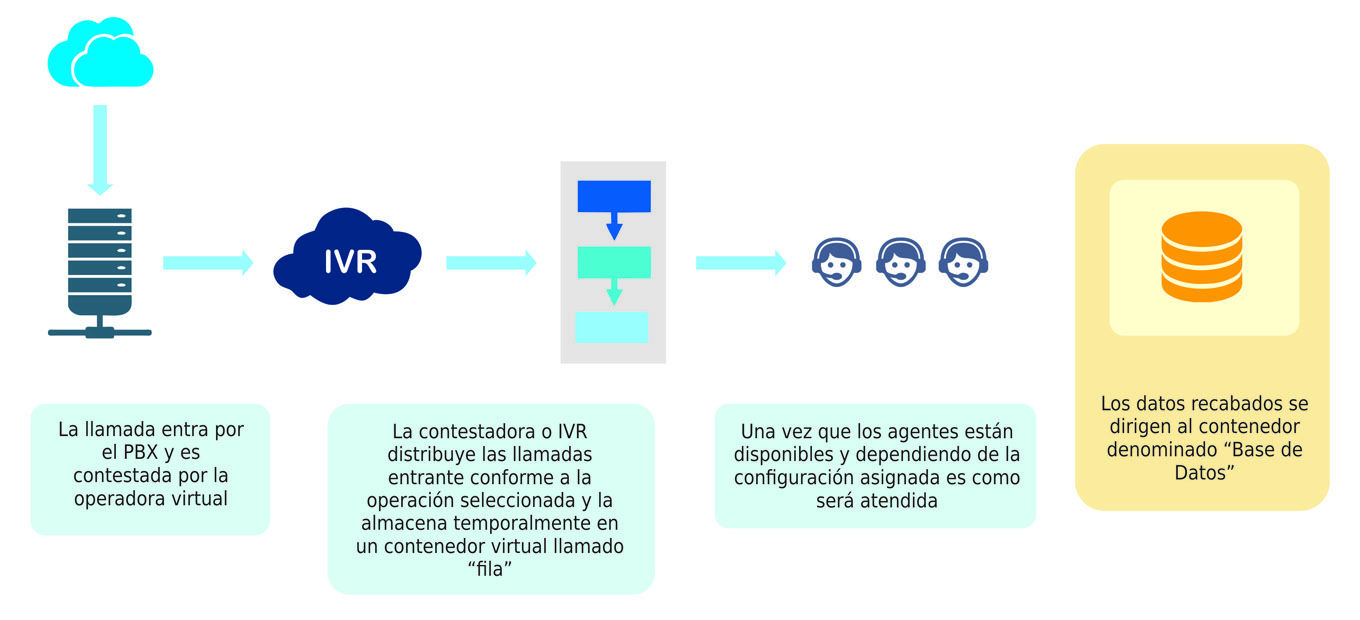 IVR
La llamada entra por
el PBX y es
contestada por la
operadora virtual
La contestadora o IVR
distribuye las llamadas
entrante conforme a la
operación seleccionada y la
almacena temporalmente en
un contenedor virtual llamado
“fila”
Una vez que los agentes están
disponibles y dependiendo de la
configuración asignada es como
será atendida
Los datos recabados se
dirigen al contenedor
denominado “Base de
Datos”